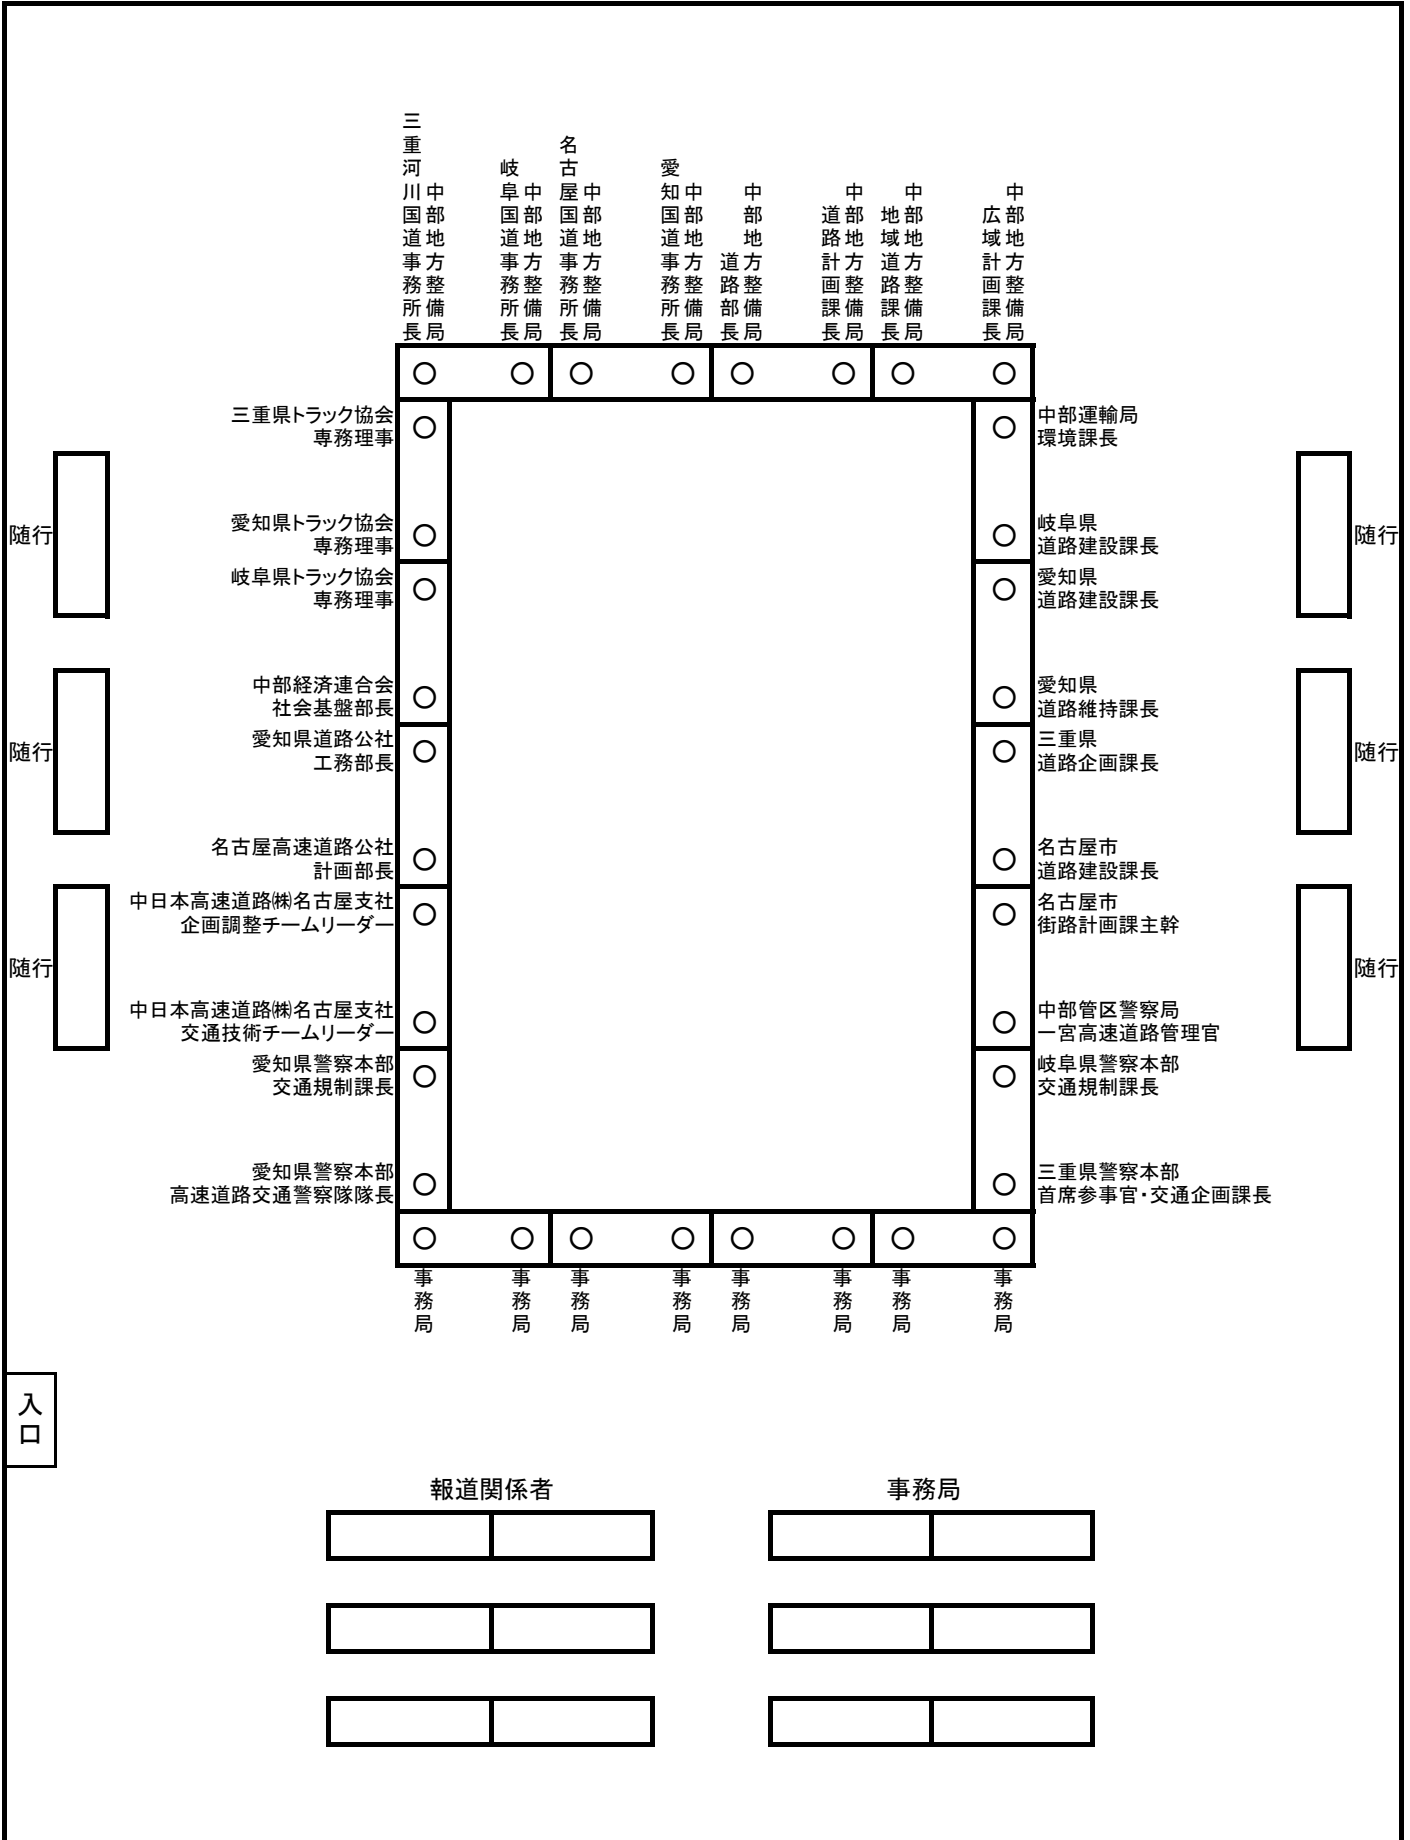 中部地方整備局
広域計画課長
中部地方整備局
地域道路課長
中部地方整備局
道路計画課長
中部地方整備局
道路部長
中部地方整備局
愛知国道事務所長
中部地方整備局
名古屋国道事務所長
中部地方整備局
岐阜国道事務所長
中部地方整備局
三重河川国道事務所長
三重県トラック協会
専務理事
愛知県トラック協会
専務理事
岐阜県トラック協会
専務理事
中部経済連合会
社会基盤部長
愛知県道路公社
工務部長
名古屋高速道路公社
計画部長
中日本高速道路㈱名古屋支社
企画調整チームリーダー
中日本高速道路㈱名古屋支社
交通技術チームリーダー
愛知県警察本部
交通規制課長
愛知県警察本部
高速道路交通警察隊隊長
中部運輸局
環境課長
岐阜県
道路建設課長
愛知県
道路建設課長
愛知県
道路維持課長
三重県
道路企画課長
名古屋市
道路建設課長
名古屋市
街路計画課主幹
中部管区警察局
一宮高速道路管理官
岐阜県警察本部
交通規制課長
三重県警察本部
首席参事官・交通企画課長
随行
随行
随行
随行
随行
随行
事務局
事務局
事務局
事務局
事務局
事務局
事務局
事務局
入口
報道関係者
事務局